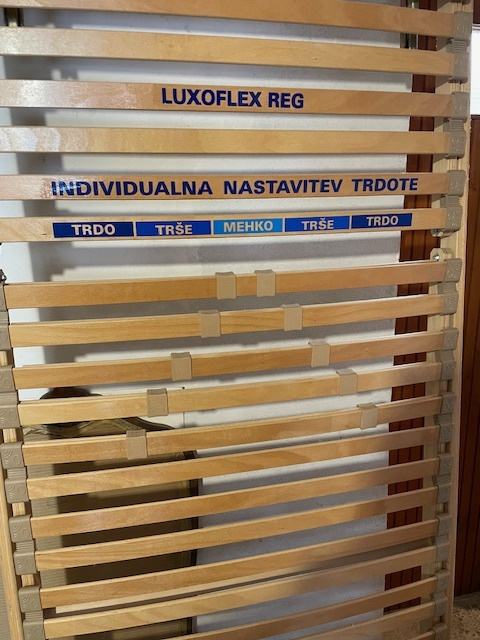 LUXOFLEX REG
INDIVIDUALNA NASTAVITEV TRDOTE
TRDO TRŠE MEHKO TRŠE TRDO